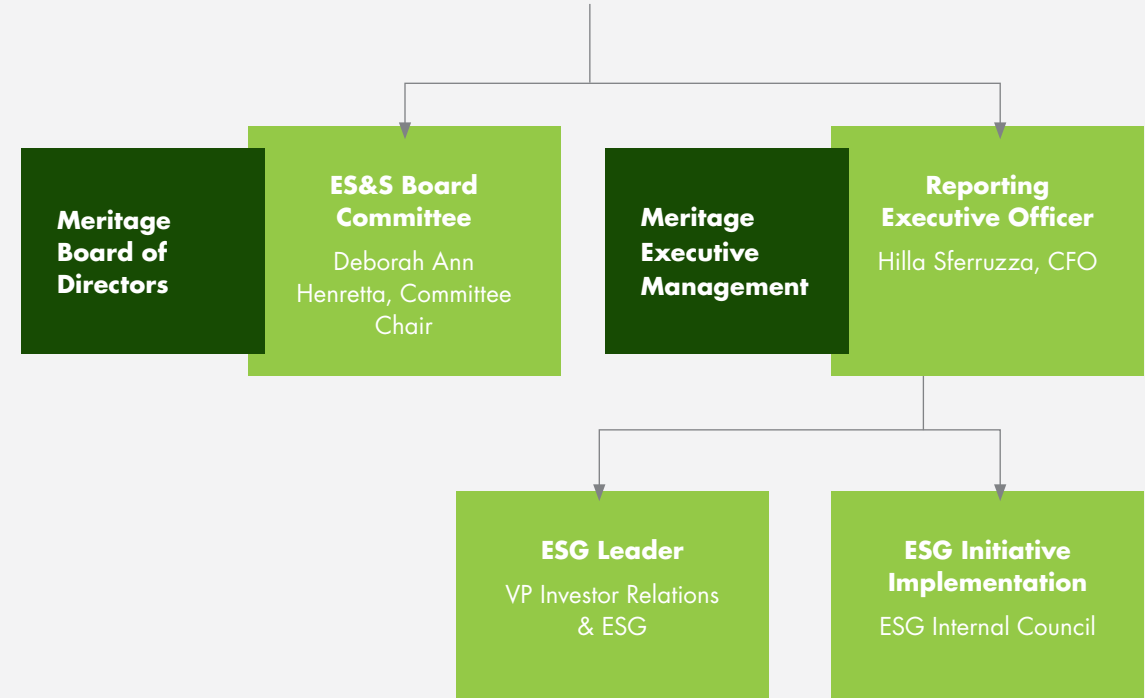 Meritage
Board of
Directors
ES&S Board
Committee
Deborah Ann
Henretta, Committee
Chair
Meritage
Executive
Management
Reporting
Executive Officer
Hilla Sferruzza, CFO
ESG Leader
VP Investor Relations
& ESG
ESG Initiative
Implementation
ESG Internal Council